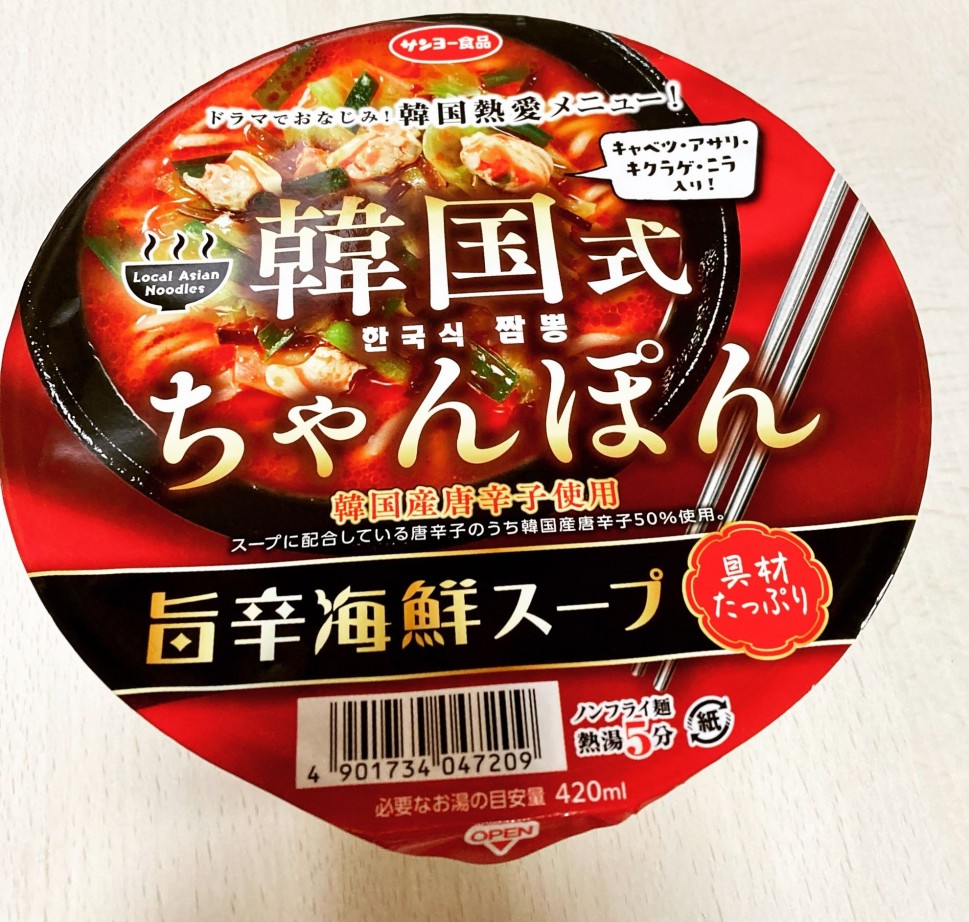 サンヨー食品
ドラマでおなじみ!韓国熱愛メニュー!
キャベツ・アサリ・
キクラゲ・ニラ
入り!
Local Asian
Noodles
韓国式
한국식 짬뽕
ちゃんぽん
韓国産唐辛子使用
スープに配合している唐辛子のうち韓国産唐辛子50%使用。
旨辛海鮮スープ
具材
たっぷり
ノンフライ麺
熱湯5分
紙
4 901734 047209
必要なお湯の目安量 420ml
OPEN